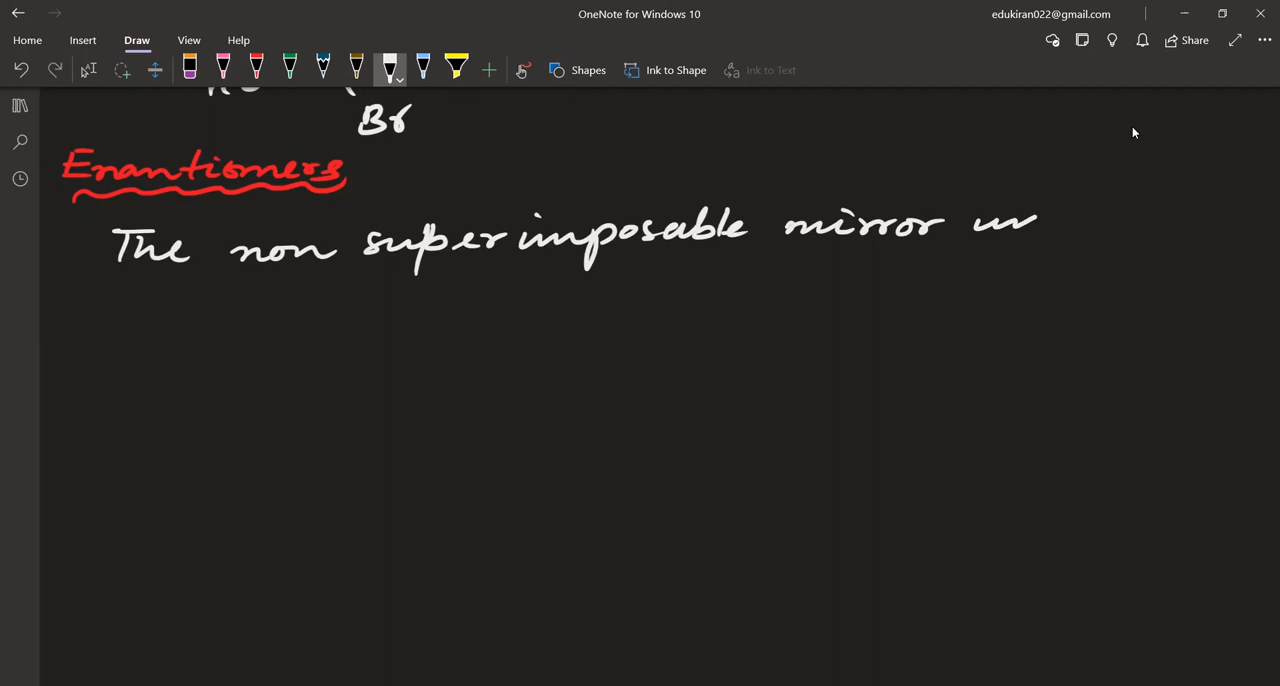 OneNote for Windows 10
edukiran022@gmail.com
Home Insert Draw View Help
Share
Shapes Ink to Shape Ink to Text
Br
Enantiomers
The non superimposable mirror